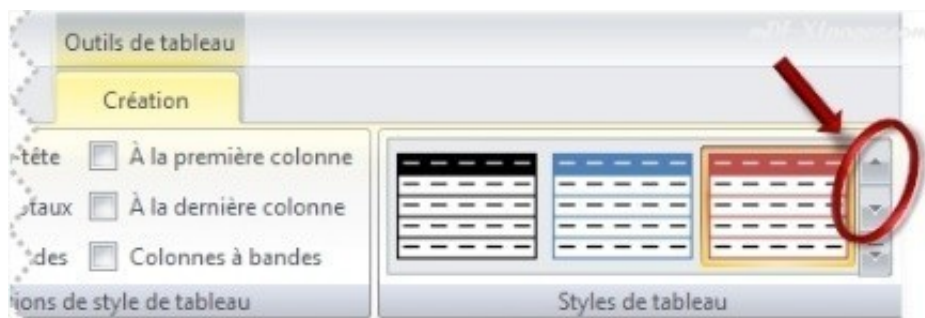 Outils de tableau
Création
-tête À la première colonne
otaux À la dernière colonne
des Colonnes à bandes
ions de style de tableau
Styles de tableau